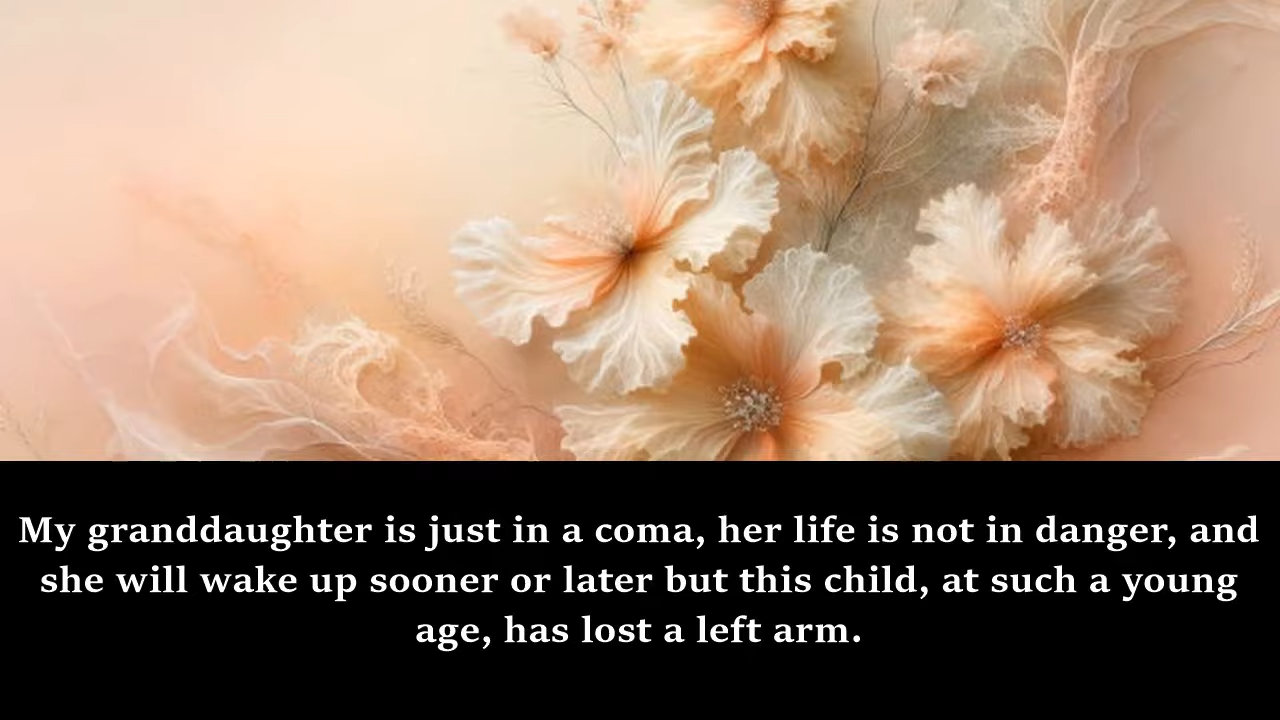 My granddaughter is just in a coma, her life is not in danger, and
she will wake up sooner or later but this child, at such a young
age, has lost a left arm.